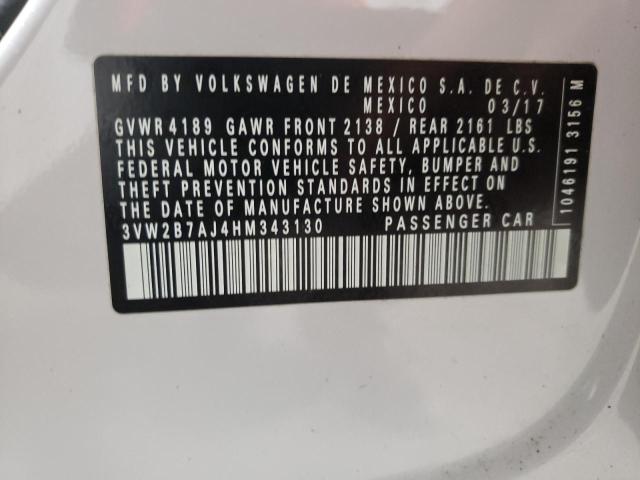 MFD BY VOLKSWAGEN DE MEXICO S.A. DE C.V.
MEXICO 03/17
GVWR 4189 GAWR FRONT 2138 / REAR 2161 LBS
THIS VEHICLE CONFORMS TO ALL APPLICABLE U.S.
FEDERAL MOTOR VEHICLE SAFETY, BUMPER AND
THEFT PREVENTION STANDARDS IN EFFECT ON
THE DATE OF MANUFACTURE SHOWN ABOVE.
3VW2B7AJ4HM343130 PASSENGER CAR
1046191 3156 M